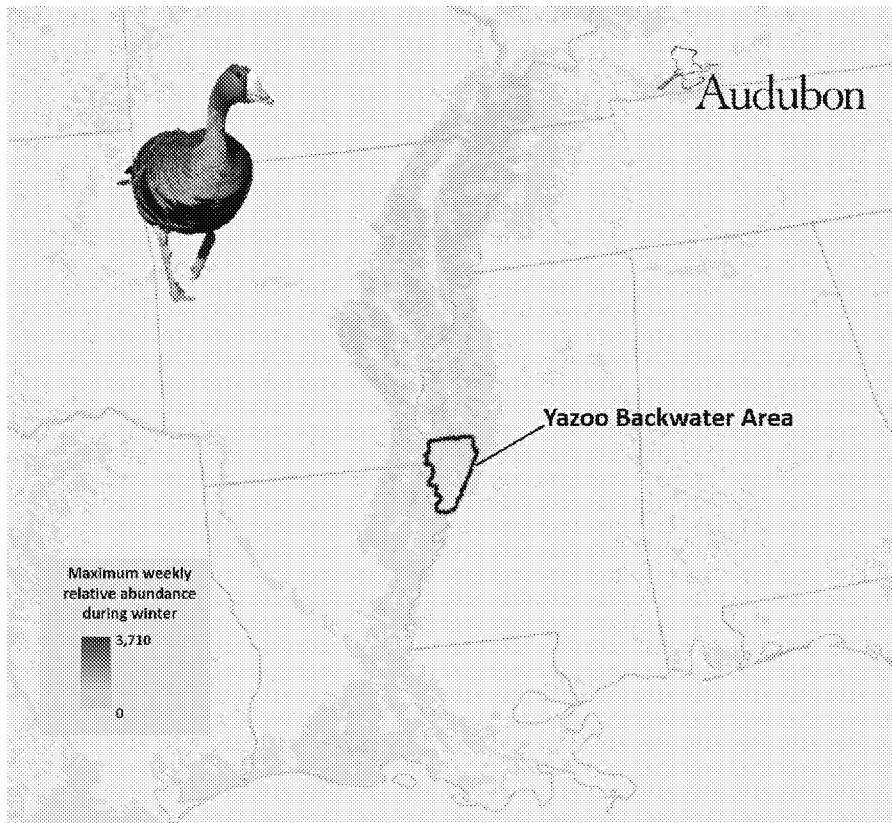 Audubon
Yazoo Backwater Area
Maximum weekly
relative abundance
during winter
3,710
0